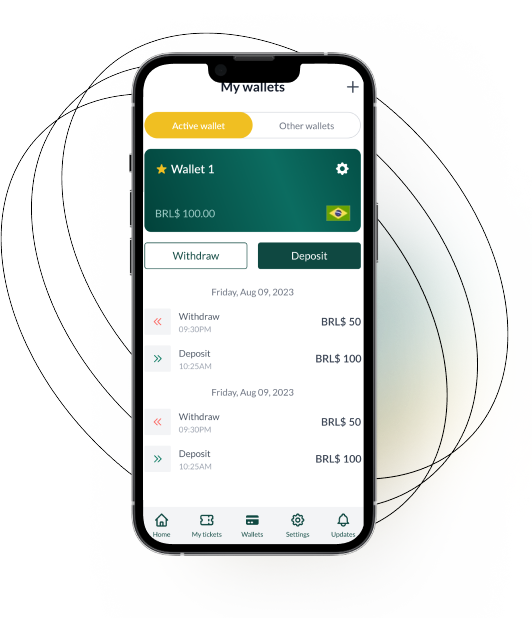 My wallets
Active wallet
Other wallets
Wallet 1
BRL$ 100.00
Withdraw
Deposit
Friday, Aug 09, 2023
Withdraw
BRL$ 50
09:30PM
Deposit
BRL$ 100
10:25AM
Friday, Aug 09, 2023
Withdraw
BRL$ 50
09:30PM
Deposit
BRL$ 100
10:25AM
Home
My tickets
Wallets
Settings
Updates